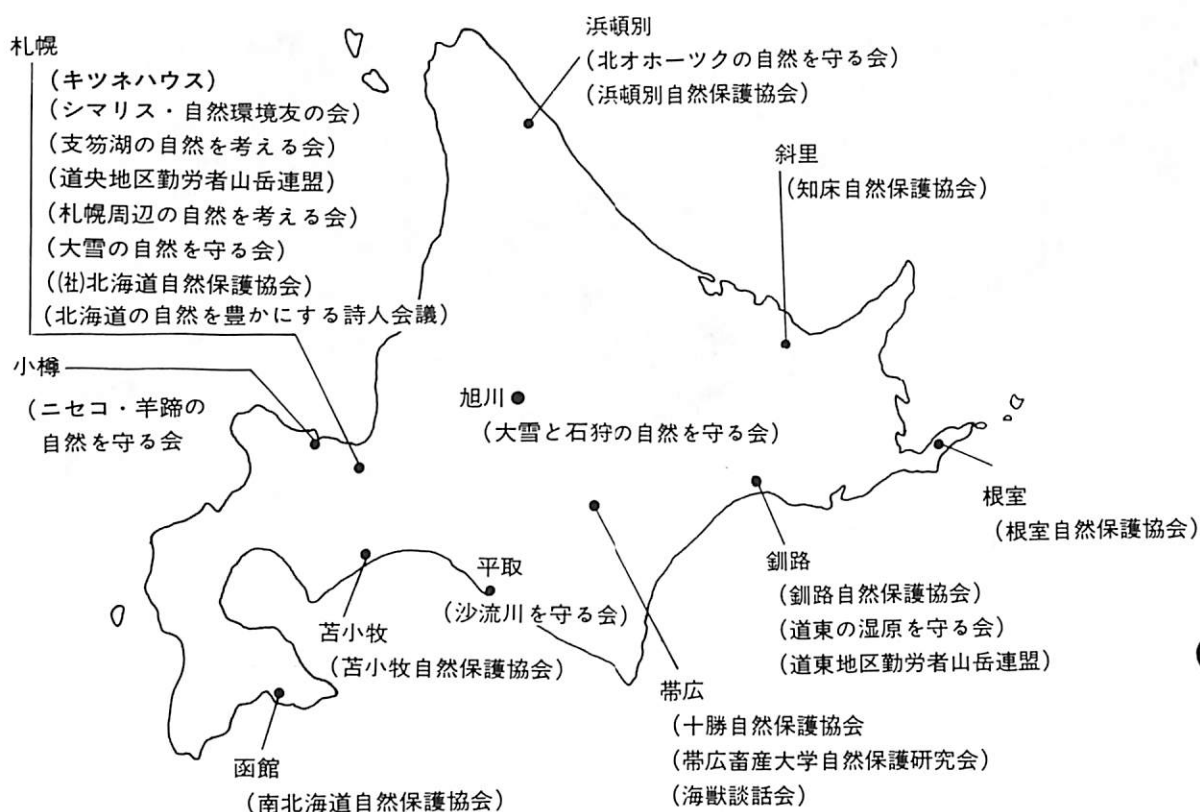 札幌
(キツネハウス)
(シマリス・自然環境友の会)
(支笏湖の自然を考える会)
(道央地区勤労者山岳連盟)
(札幌周辺の自然を考える会)
(大雪の自然を守る会)
(㈳北海道自然保護協会)
(北海道の自然を豊かにする詩人会議)
小樽
(ニセコ・羊蹄の
自然を守る会
浜頓別
(北オホーツクの自然を守る会)
(浜頓別自然保護協会)
斜里
(知床自然保護協会)
旭川
(大雪と石狩の自然を守る会)
根室
(根室自然保護協会)
釧路
(釧路自然保護協会)
(道東の湿原を守る会)
(道東地区勤労者山岳連盟)
平取
(沙流川を守る会)
苫小牧
(苫小牧自然保護協会)
帯広
(十勝自然保護協会
(帯広畜産大学自然保護研究会)
(海獣談話会)
函館
(南北海道自然保護協会)